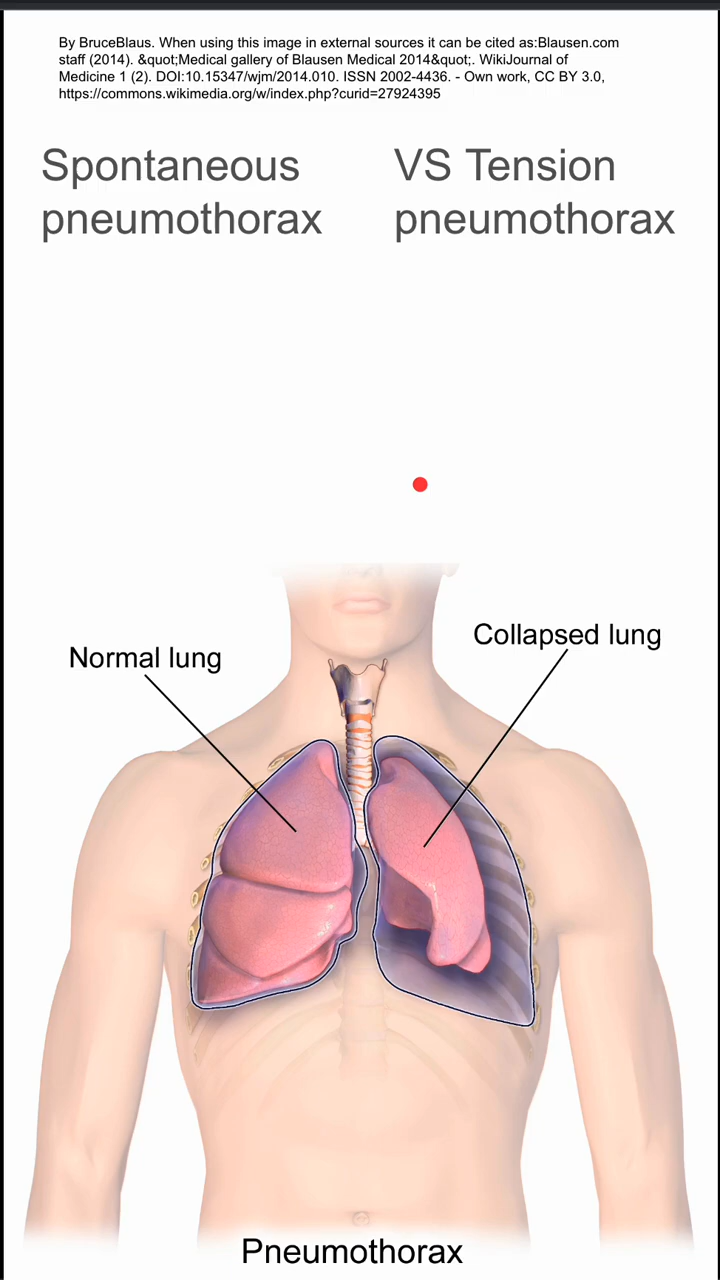 By BruceBlaus. When using this image in external sources it can be cited as:Blausen.com
staff (2014). &quot;Medical gallery of Blausen Medical 2014&quot;. WikiJournal of
Medicine 1 (2). DOI:10.15347/wjm/2014.010. ISSN 2002-4436. - Own work, CC BY 3.0,
https://commons.wikimedia.org/w/index.php?curid=27924395
Spontaneous
pneumothorax
VS Tension
pneumothorax
Collapsed lung
Normal lung
Pneumothorax